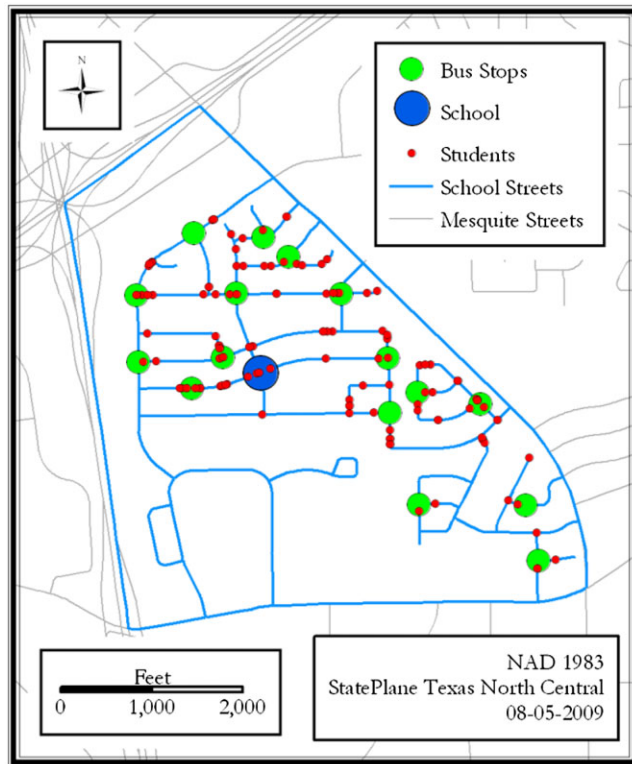 N
Bus Stops
School
Students
School Streets
Mesquite Streets
Feet
0 1,000 2,000
NAD 1983
StatePlane Texas North Central
08-05-2009